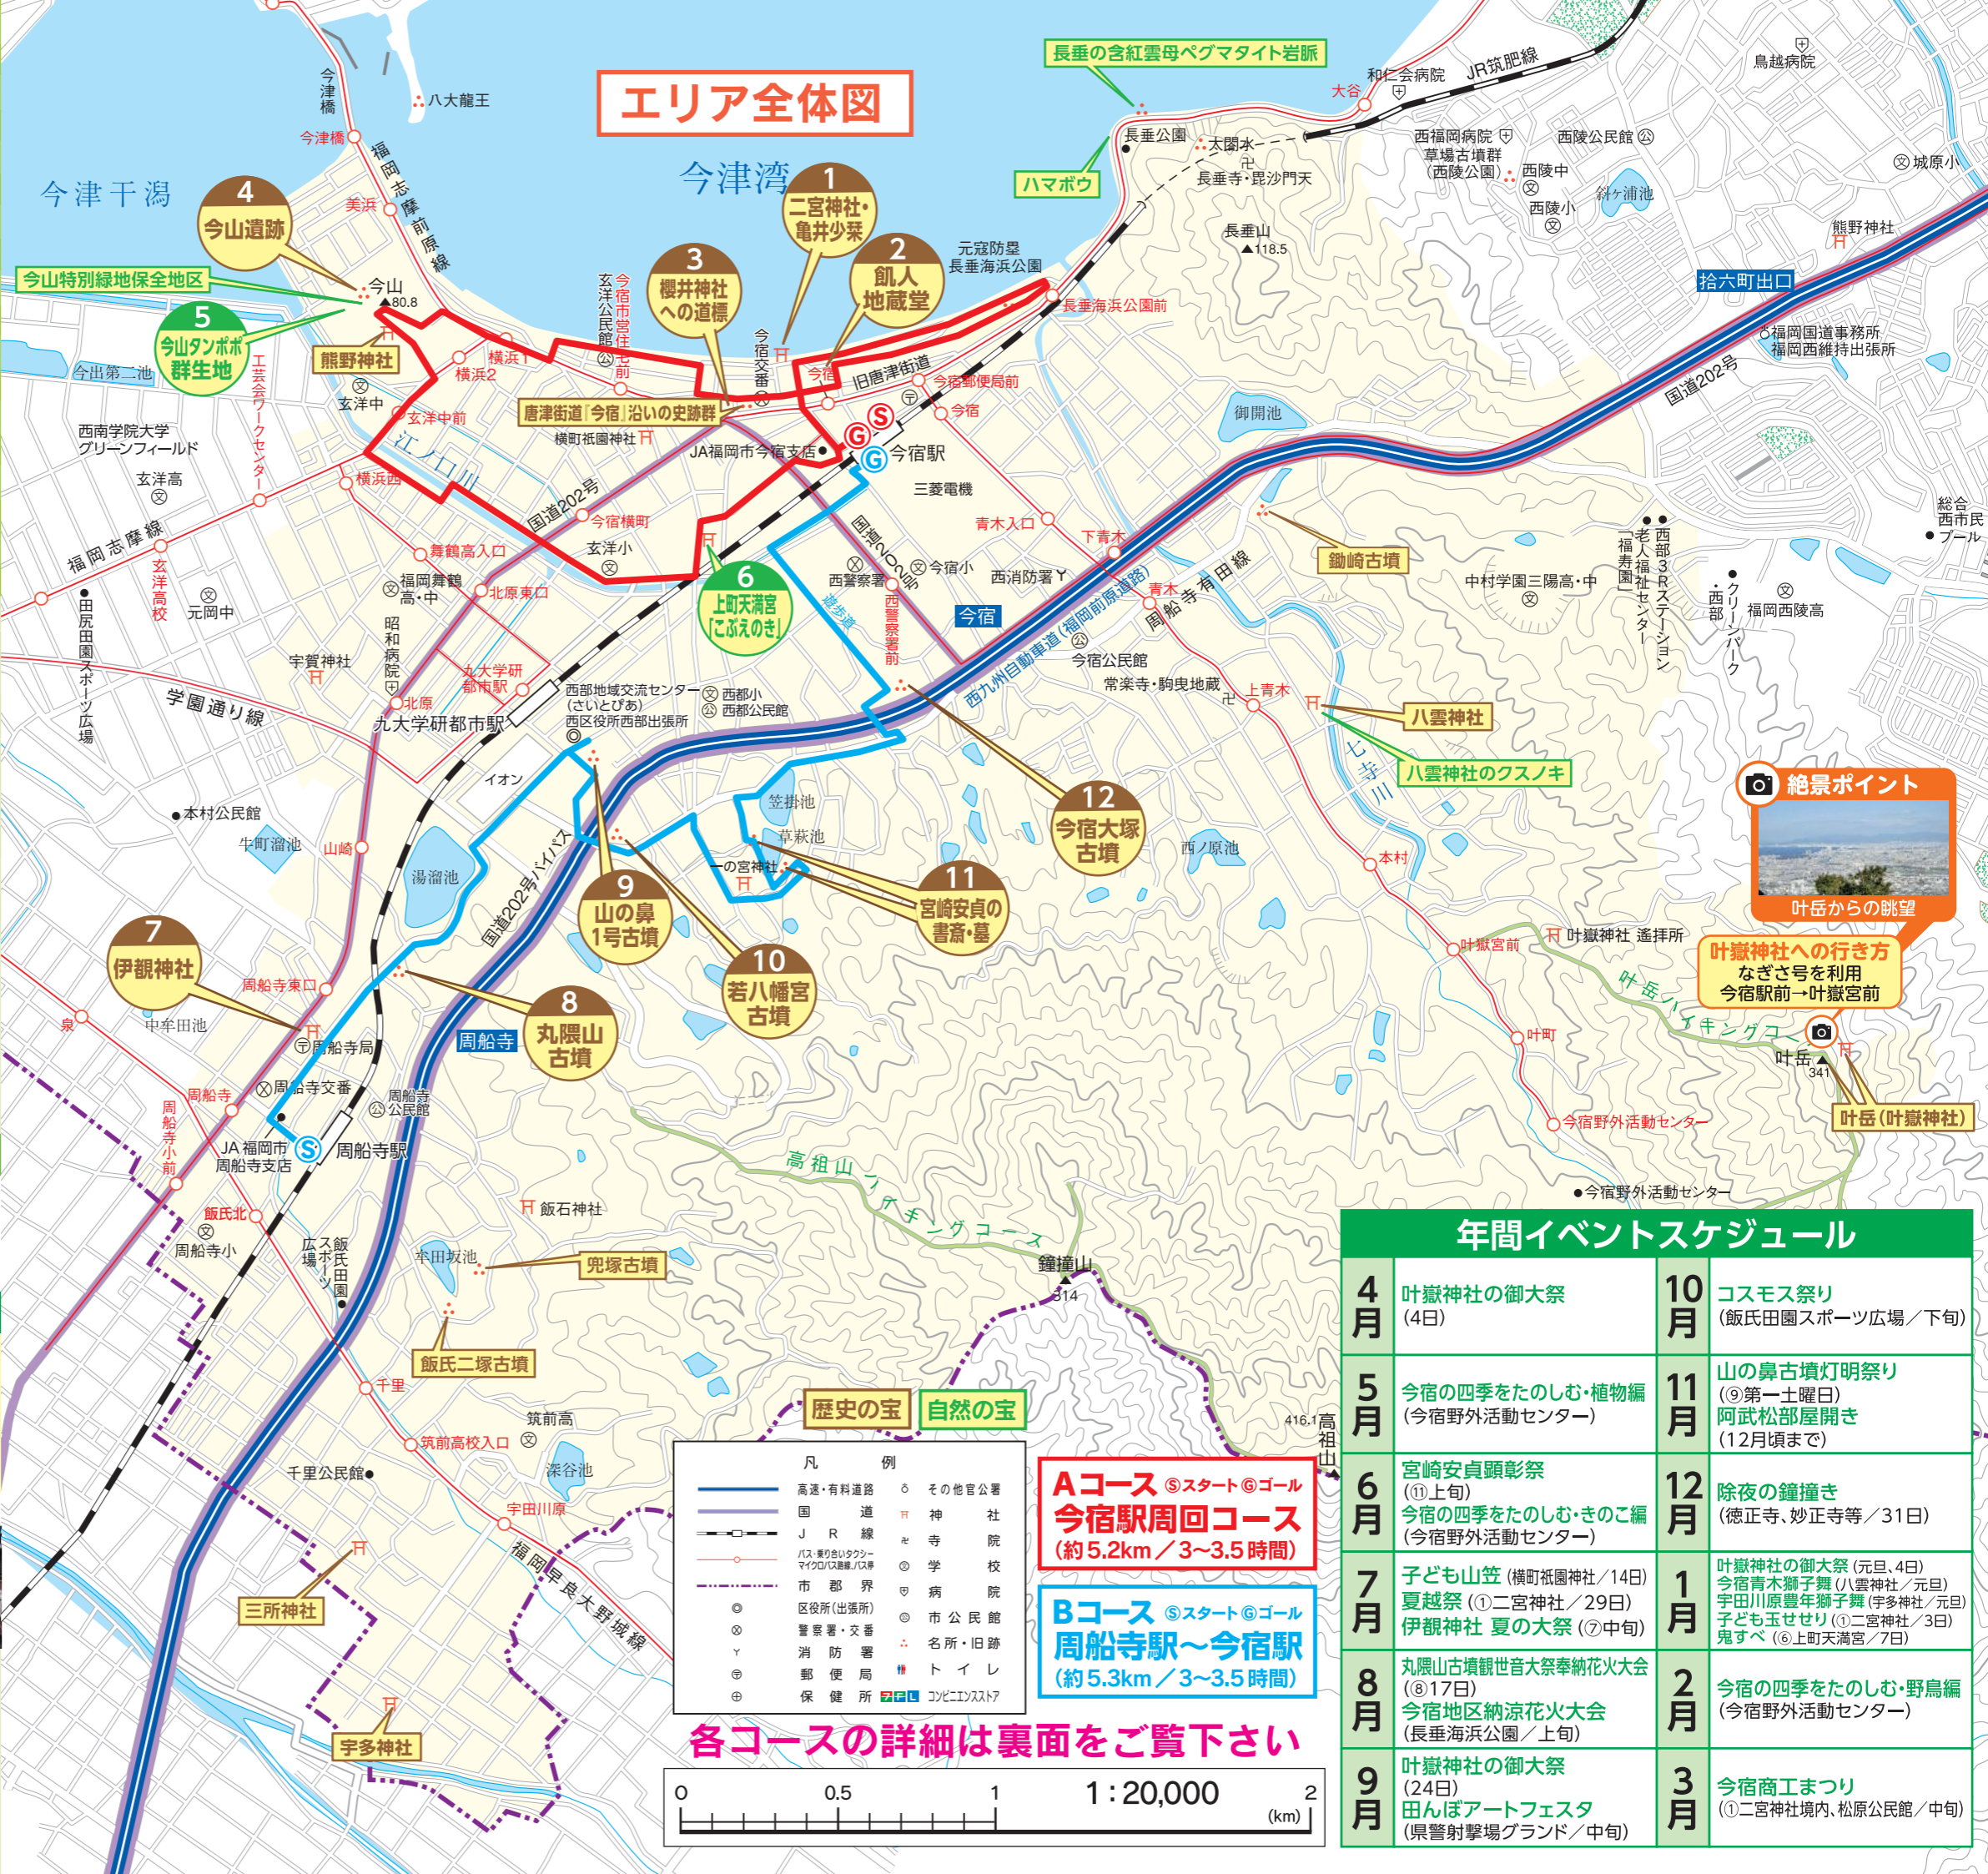 エリア全体図
今津湾
今津干潟
今津橋
今津橋
八大龍王
福岡志摩前原線
美浜
長垂の含紅雲母ペグマタイト岩脈
ハマボウ
長垂公園
太閤水
長垂寺・毘沙門天
長垂山
118.5
大谷
和仁会病院
JR筑肥線
鳥越病院
西福岡病院
草場古墳群
(西陵公園)
西陵公民館
西陵中
西陵小
斜ヶ浦池
城原小
熊野神社
拾六町出口
福岡国道事務所
福岡西維持出張所
国道202号
4
今山遺跡
今山特別緑地保全地区
今山
80.8
5
今山タンポポ
群生地
熊野神社
1
二宮神社・
亀井少栞
2
飢人
地蔵堂
3
櫻井神社
への道標
元寇防塁
長垂海浜公園
長垂海浜公園前
今宿市営住宅前
玄洋公民館
今宿交番
横浜1
横浜2
今宿
旧唐津街道
今宿郵便局前
今宿
唐津街道『今宿』沿いの史跡群
横町祇園神社
JA福岡市今宿支店
S
G
G
今宿駅
三菱電機
御開池
今出第二池
工芸会ワークセンター
玄洋中
玄洋中前
江ノ口川
西南学院大学
グリーンフィールド
玄洋高
横浜西
国道202号
今宿横町
玄洋小
福岡志摩線
玄洋高校
舞鶴高入口
福岡舞鶴
高・中
北原東口
元岡中
田尻田園スポーツ広場
昭和病院
宇賀神社
学園通り線
北原
九大学研
都市駅
九大学研都市駅
6
上町天満宮
「こぶえのき」
遊歩道
国道202号
西警察署
今宿小
西警察署前
西消防署
青木入口
下青木
青木
今宿
周船寺有田線
西九州自動車道(福岡前原道路)
今宿公民館
常楽寺・駒曳地蔵
上青木
鋤崎古墳
八雲神社
八雲神社のクスノキ
七寺川
中村学園三陽高・中
西部3Rステーション
老人福祉センター
「福寿園」
クリーンパーク
・西部
福岡西陵高
総合
西市民
プール
西部地域交流センター
(さいとぴあ)
西区役所西部出張所
西都小
西都公民館
イオン
本村公民館
牛町溜池
山崎
湯溜池
国道202号バイパス
笠掛池
草萩池
一の宮神社
西ノ原池
12
今宿大塚
古墳
11
宮崎安貞の
書斎・墓
9
山の鼻
1号古墳
10
若八幡宮
古墳
8
丸隈山
古墳
7
伊覩神社
周船寺東口
泉
中牟田池
周船寺局
周船寺交番
周船寺
周船寺
公民館
周船寺
周船寺小前
JA福岡市
周船寺支店
S
周船寺駅
飯氏北
周船寺小
飯氏田園
スポーツ
広場
飯石神社
牟田坂池
兜塚古墳
飯氏二塚古墳
千里
筑前高
筑前高校入口
深谷池
千里公民館
宇田川原
福岡早良大野城線
三所神社
宇多神社
高祖山ハイキングコース
鐘撞山
314
416.1
高祖山
本村
叶嶽宮前
叶嶽神社 遙拝所
叶岳ハイキングコース
叶町
今宿野外活動センター
今宿野外活動センター
叶岳
341
叶岳(叶嶽神社)
絶景ポイント
叶岳からの眺望
叶嶽神社への行き方
なぎさ号を利用
今宿駅前→叶嶽宮前
歴史の宝
自然の宝
凡例
高速・有料道路
国道
JR線
バス・乗り合いタクシー
マイクロバス路線、バス停
市郡界
区役所(出張所)
警察署・交番
消防署
郵便局
保健所
その他官公署
神社
寺院
学校
病院
市公民館
名所・旧跡
トイレ
コンビニエンスストア
Aコース Ⓢスタート Ⓖゴール
今宿駅周回コース
(約5.2km/3〜3.5時間)
Bコース Ⓢスタート Ⓖゴール
周船寺駅〜今宿駅
(約5.3km/3〜3.5時間)
各コースの詳細は裏面をご覧下さい
0 0.5 1 1:20,000 2
(km)
年間イベントスケジュール
4月
叶嶽神社の御大祭
(4日)
5月
今宿の四季をたのしむ・植物編
(今宿野外活動センター)
6月
宮崎安貞顕彰祭
(⑪上旬)
今宿の四季をたのしむ・きのこ編
(今宿野外活動センター)
7月
子ども山笠(横町祇園神社/14日)
夏越祭(①二宮神社/29日)
伊覩神社 夏の大祭(⑦中旬)
8月
丸隈山古墳観世音大祭奉納花火大会
(⑧17日)
今宿地区納涼花火大会
(長垂海浜公園/上旬)
9月
叶嶽神社の御大祭
(24日)
田んぼアートフェスタ
(県警射撃場グランド/中旬)
10月
コスモス祭り
(飯氏田園スポーツ広場/下旬)
11月
山の鼻古墳灯明祭り
(⑨第一土曜日)
阿武松部屋開き
(12月頃まで)
12月
除夜の鐘撞き
(徳正寺、妙正寺等/31日)
1月
叶嶽神社の御大祭(元旦、4日)
今宿青木獅子舞(八雲神社/元旦)
宇田川原豊年獅子舞(宇多神社/元旦)
子ども玉せせり(①二宮神社/3日)
鬼すべ(⑥上町天満宮/7日)
2月
今宿の四季をたのしむ・野鳥編
(今宿野外活動センター)
3月
今宿商工まつり
(①二宮神社境内、松原公民館/中旬)